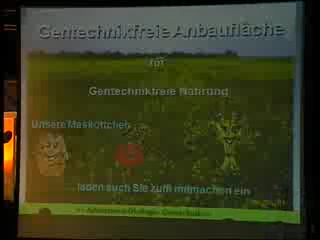 Gentechnikfreie Anbaufläche
für
Gentechnikfreie Nahrung
Unsere Maskottchen
... laden auch Sie zum mitmachen ein